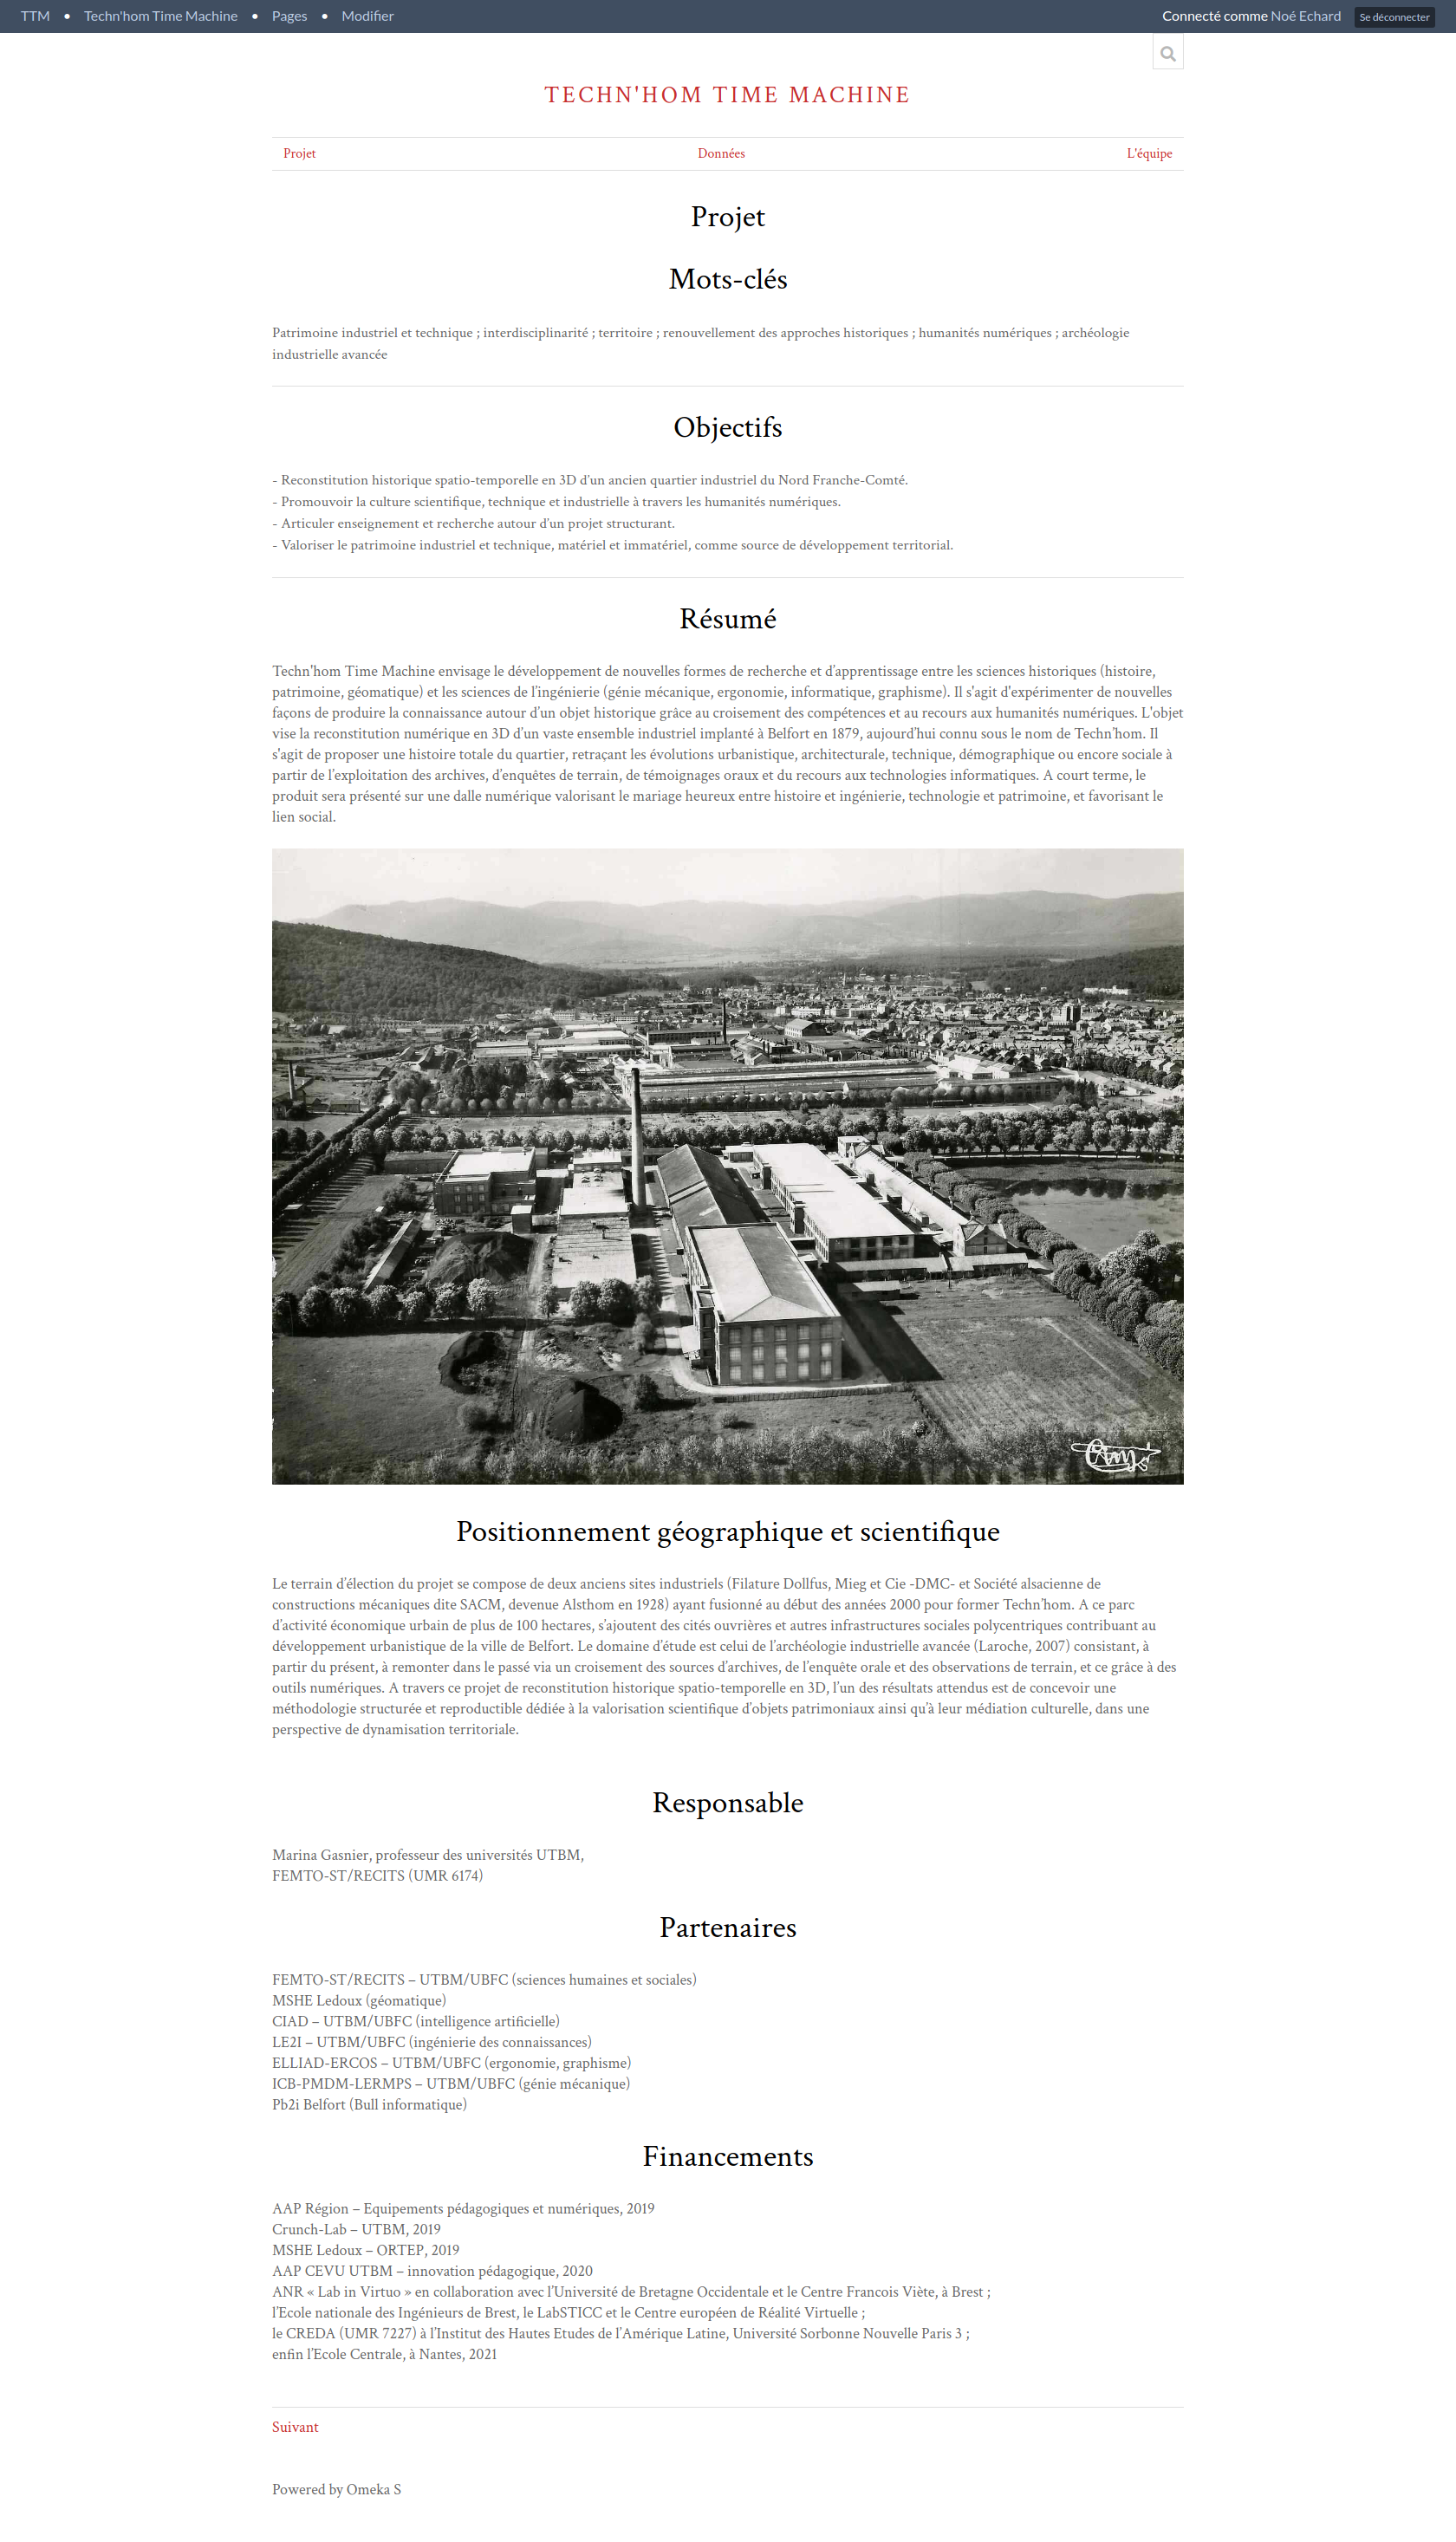 TTM • Techn'hom Time Machine • Pages • Modifier
Connecté comme Noé Echard Se déconnecter
TECHN'HOM TIME MACHINE
Projet Données L'équipe
Projet
Mots-clés
Patrimoine industriel et technique ; interdisciplinarité ; territoire ; renouvellement des approches historiques ; humanités numériques ; archéologie
industrielle avancée
Objectifs
- Reconstitution historique spatio-temporelle en 3D d’un ancien quartier industriel du Nord Franche-Comté.
- Promouvoir la culture scientifique, technique et industrielle à travers les humanités numériques.
- Articuler enseignement et recherche autour d’un projet structurant.
- Valoriser le patrimoine industriel et technique, matériel et immatériel, comme source de développement territorial.
Résumé
Techn'hom Time Machine envisage le développement de nouvelles formes de recherche et d’apprentissage entre les sciences historiques (histoire,
patrimoine, géomatique) et les sciences de l’ingénierie (génie mécanique, ergonomie, informatique, graphisme). Il s'agit d'expérimenter de nouvelles
façons de produire la connaissance autour d’un objet historique grâce au croisement des compétences et au recours aux humanités numériques. L'objet
vise la reconstitution numérique en 3D d’un vaste ensemble industriel implanté à Belfort en 1879, aujourd’hui connu sous le nom de Techn’hom. Il
s'agit de proposer une histoire totale du quartier, retraçant les évolutions urbanistique, architecturale, technique, démographique ou encore sociale à
partir de l’exploitation des archives, d’enquêtes de terrain, de témoignages oraux et du recours aux technologies informatiques. A court terme, le
produit sera présenté sur une dalle numérique valorisant le mariage heureux entre histoire et ingénierie, technologie et patrimoine, et favorisant le
lien social.
Positionnement géographique et scientifique
Le terrain d’élection du projet se compose de deux anciens sites industriels (Filature Dollfus, Mieg et Cie -DMC- et Société alsacienne de
constructions mécaniques dite SACM, devenue Alsthom en 1928) ayant fusionné au début des années 2000 pour former Techn’hom. A ce parc
d’activité économique urbain de plus de 100 hectares, s’ajoutent des cités ouvrières et autres infrastructures sociales polycentriques contribuant au
développement urbanistique de la ville de Belfort. Le domaine d’étude est celui de l’archéologie industrielle avancée (Laroche, 2007) consistant, à
partir du présent, à remonter dans le passé via un croisement des sources d’archives, de l’enquête orale et des observations de terrain, et ce grâce à des
outils numériques. A travers ce projet de reconstitution historique spatio-temporelle en 3D, l’un des résultats attendus est de concevoir une
méthodologie structurée et reproductible dédiée à la valorisation scientifique d’objets patrimoniaux ainsi qu’à leur médiation culturelle, dans une
perspective de dynamisation territoriale.
Responsable
Marina Gasnier, professeur des universités UTBM,
FEMTO-ST/RECITS (UMR 6174)
Partenaires
FEMTO-ST/RECITS – UTBM/UBFC (sciences humaines et sociales)
MSHE Ledoux (géomatique)
CIAD – UTBM/UBFC (intelligence artificielle)
LE2I – UTBM/UBFC (ingénierie des connaissances)
ELLIAD-ERCOS – UTBM/UBFC (ergonomie, graphisme)
ICB-PMDM-LERMPS – UTBM/UBFC (génie mécanique)
Pb2i Belfort (Bull informatique)
Financements
AAP Région – Equipements pédagogiques et numériques, 2019
Crunch-Lab – UTBM, 2019
MSHE Ledoux – ORTEP, 2019
AAP CEVU UTBM – innovation pédagogique, 2020
ANR « Lab in Virtuo » en collaboration avec l’Université de Bretagne Occidentale et le Centre Francois Viète, à Brest ;
l’Ecole nationale des Ingénieurs de Brest, le LabSTICC et le Centre européen de Réalité Virtuelle ;
le CREDA (UMR 7227) à l’Institut des Hautes Etudes de l’Amérique Latine, Université Sorbonne Nouvelle Paris 3 ;
enfin l’Ecole Centrale, à Nantes, 2021
Suivant
Powered by Omeka S